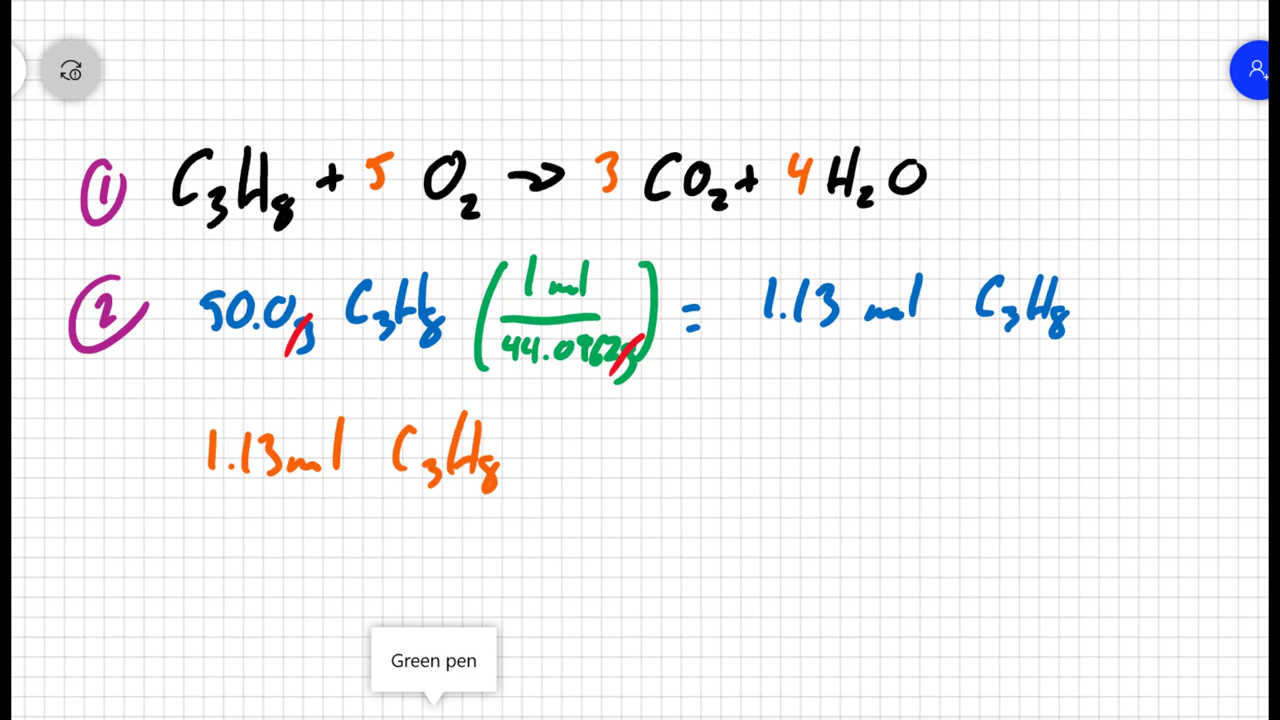 ① C₃H₈ + 5 O₂ → 3 CO₂ + 4 H₂O
② 50.0g C₃H₈ (1 mol / 44.0962g) = 1.13 mol C₃H₈
1.13 mol C₃H₈
Green pen